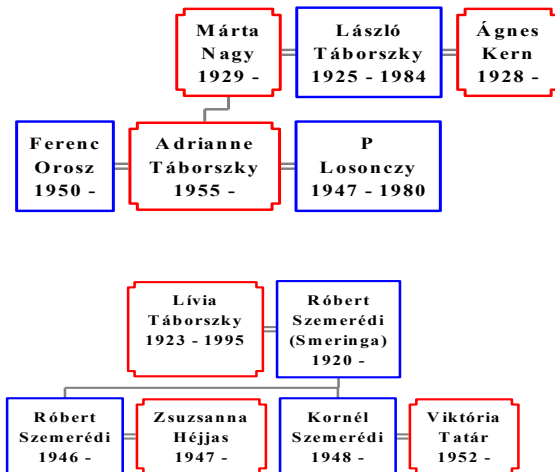 Márta
Nagy
1929 -
László
Táborszky
1925 - 1984
Ágnes
Kern
1928 -
Ferenc
Orosz
1950 -
Adrianne
Táborszky
1955 -
P
Losonczy
1947 - 1980
Lívia
Táborszky
1923 - 1995
Róbert
Szemerédi
(Smeringa)
1920 -
Róbert
Szemerédi
1946 -
Zsuzsanna
Héjjas
1947 -
Kornél
Szemerédi
1948 -
Viktória
Tatár
1952 -